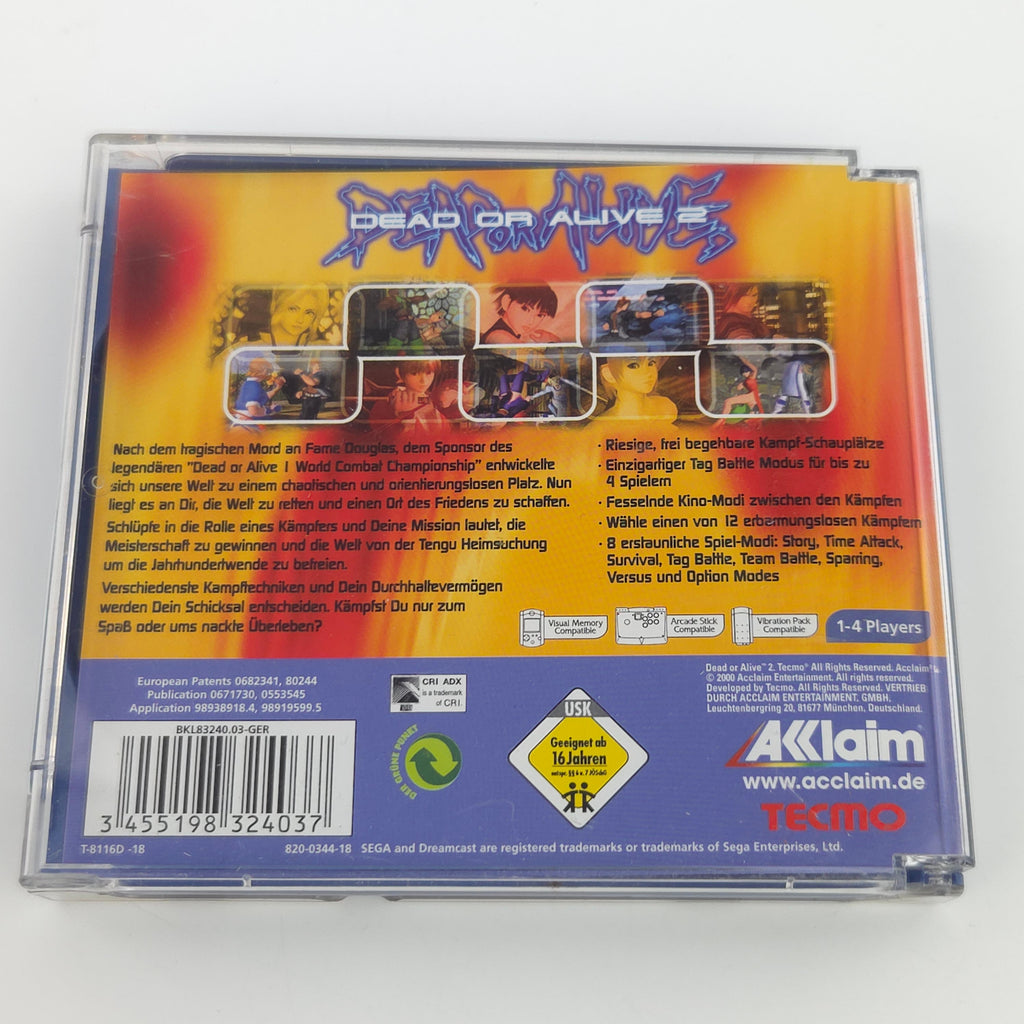 DEAD OR ALIVE
DEAD OR ALIVE 2
Nach dem tragischen Mord an Fame Douglas, dem Sponsor des
legendären "Dead or Alive I World Combat Championship" entwickelte
sich unsere Welt zu einem chaotischen und orientierungslosen Platz. Nun
liegt es an Dir, die Welt zu retten und einen Ort des Friedens zu schaffen.
Schlüpfe in die Rolle eines Kämpfers und Deine Mission lautet, die
Meisterschaft zu gewinnen und die Welt von der Tengu Heimsuchung
um die Jahrhundertwende zu befreien.
Verschiedenste Kampftechniken und Dein Durchhaltevermögen
werden Dein Schicksal entscheiden. Kämpfst Du nur zum
Spaß oder ums nackte Überleben?
· Riesige, frei begehbare Kampf-Schauplätze
· Einzigartiger Tag Battle Modus für bis zu
4 Spielern
· Fesselnde Kino-Modi zwischen den Kämpfen
· Wähle einen von 12 erbarmungslosen Kämpfern
· 8 erstaunliche Spiel-Modi: Story, Time Attack,
Survival, Tag Battle, Team Battle, Sparring,
Versus und Option Modes
Visual Memory
Compatible
Arcade Stick
Compatible
Vibration Pack
Compatible
1-4 Players
European Patents 0682341, 80244
Publication 0671730, 0553545
Application 98938918.4, 98919599.5
CRI ADX
is a trademark
of CRI.
Dead or Alive™ 2. Tecmo® All Rights Reserved. Acclaim®
© 2000 Acclaim Entertainment. All rights reserved.
Developed by Tecmo. All Rights Reserved. VERTRIEB
DURCH ACCLAIM ENTERTAINMENT. GMBH,
Leuchtenbergring 20, 81677 München, Deutschland.
BKL83240.03-GER
3 455198 324037
DER GRÜNE PUNKT
USK
Geeignet ab
16 Jahren
entspr. §§ 6 u. 7 JÖSchG
AKKlaim
www.acclaim.de
TECMO
T-8116D -18
820-0344-18
SEGA and Dreamcast are registered trademarks or trademarks of Sega Enterprises, Ltd.